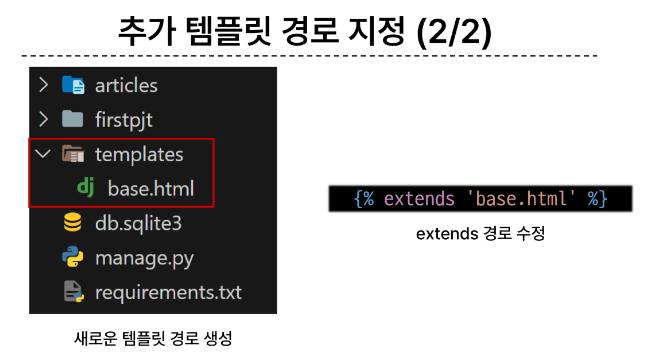 추가 템플릿 경로 지정 (2/2)
articles
firstpjt
templates
dj base.html
db.sqlite3
manage.py
requirements.txt
새로운 템플릿 경로 생성
{% extends 'base.html' %}
extends 경로 수정